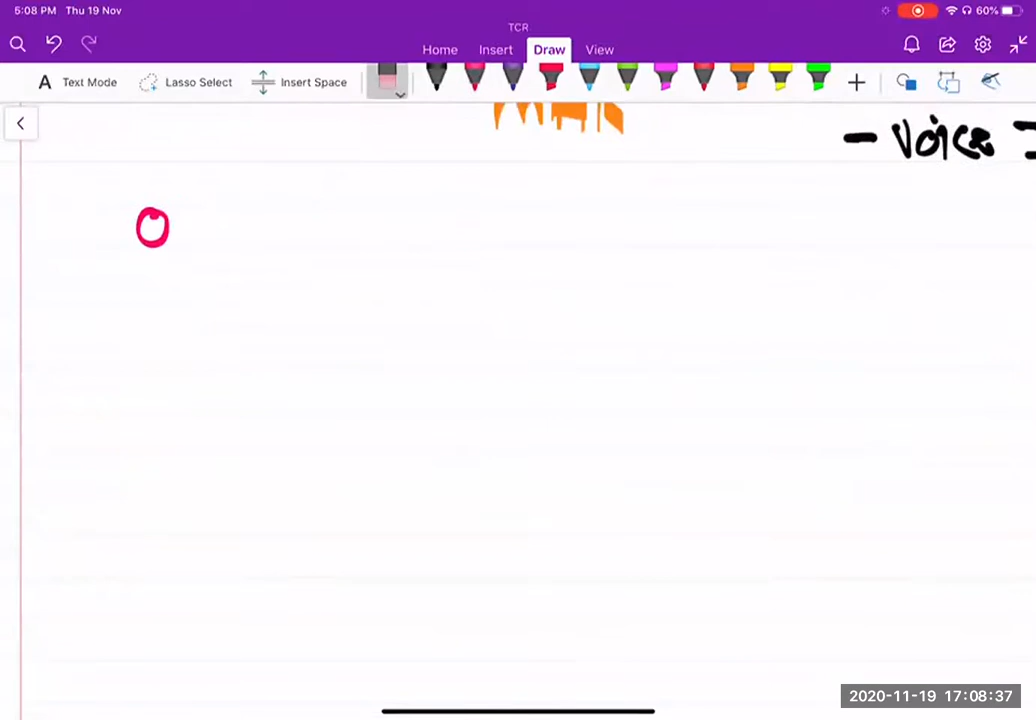 5:08 PM Thu 19 Nov
60%
TCR
Home Insert Draw View
A Text Mode Lasso Select Insert Space
- Voice
O
2020-11-19 17:08:37